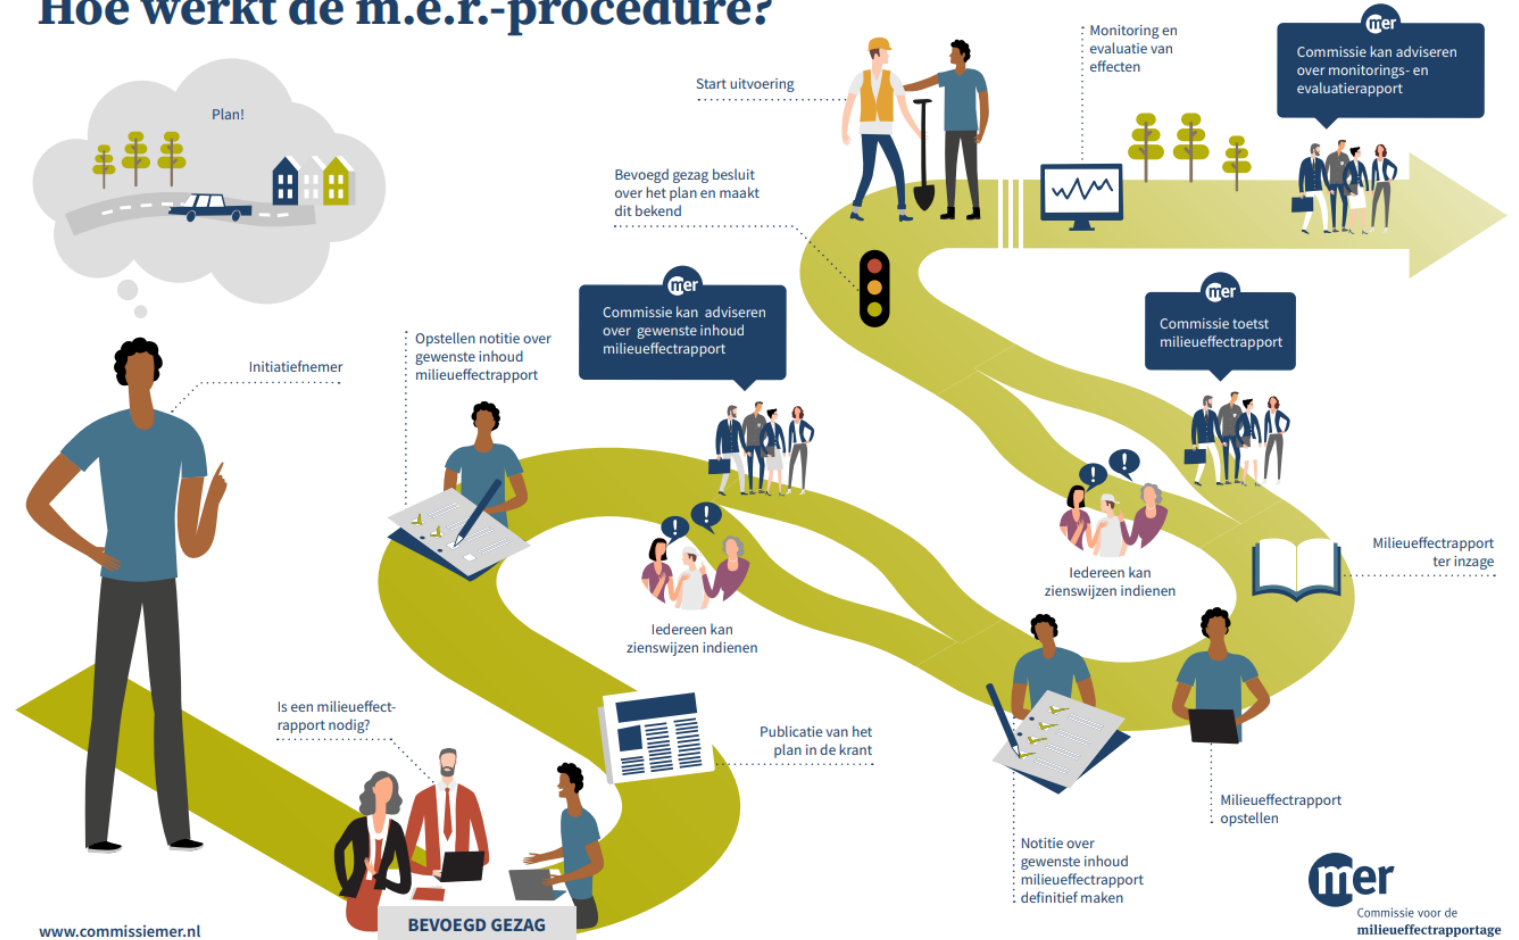 Hoe werkt de m.e.r.-procedure?
Plan!
Initiatiefnemer
Is een milieueffect-
rapport nodig?
BEVOEGD GEZAG
Publicatie van het
plan in de krant
Opstellen notitie over
gewenste inhoud
milieueffectrapport
mer
Commissie kan adviseren
over gewenste inhoud
milieueffectrapport
Iedereen kan
zienswijzen indienen
Notitie over
gewenste inhoud
milieueffectrapport
definitief maken
Milieueffectrapport
opstellen
Milieueffectrapport
ter inzage
mer
Commissie toetst
milieueffectrapport
Iedereen kan
zienswijzen indienen
Bevoegd gezag besluit
over het plan en maakt
dit bekend
Start uitvoering
Monitoring en
evaluatie van
effecten
mer
Commissie kan adviseren
over monitorings- en
evaluatierapport
www.commissiemer.nl
mer
Commissie voor de
milieueffectrapportage